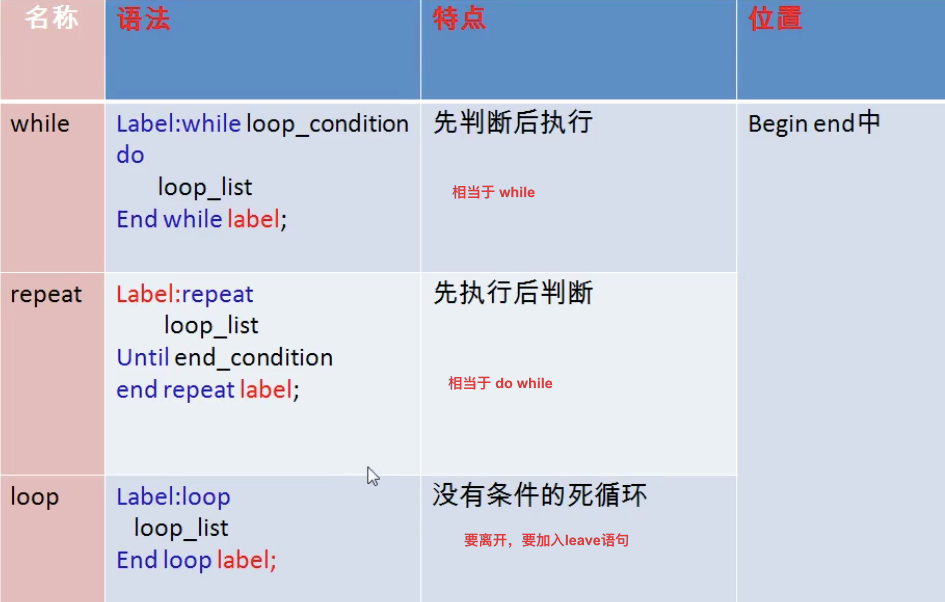 名称
语法
特点
位置
while
Label:while loop_condition
do
loop_list
End while label;
先判断后执行
相当于 while
Begin end中
repeat
Label:repeat
loop_list
Until end_condition
end repeat label;
先执行后判断
相当于 do while
loop
Label:loop
loop_list
End loop label;
没有条件的死循环
要离开，要加入leave语句